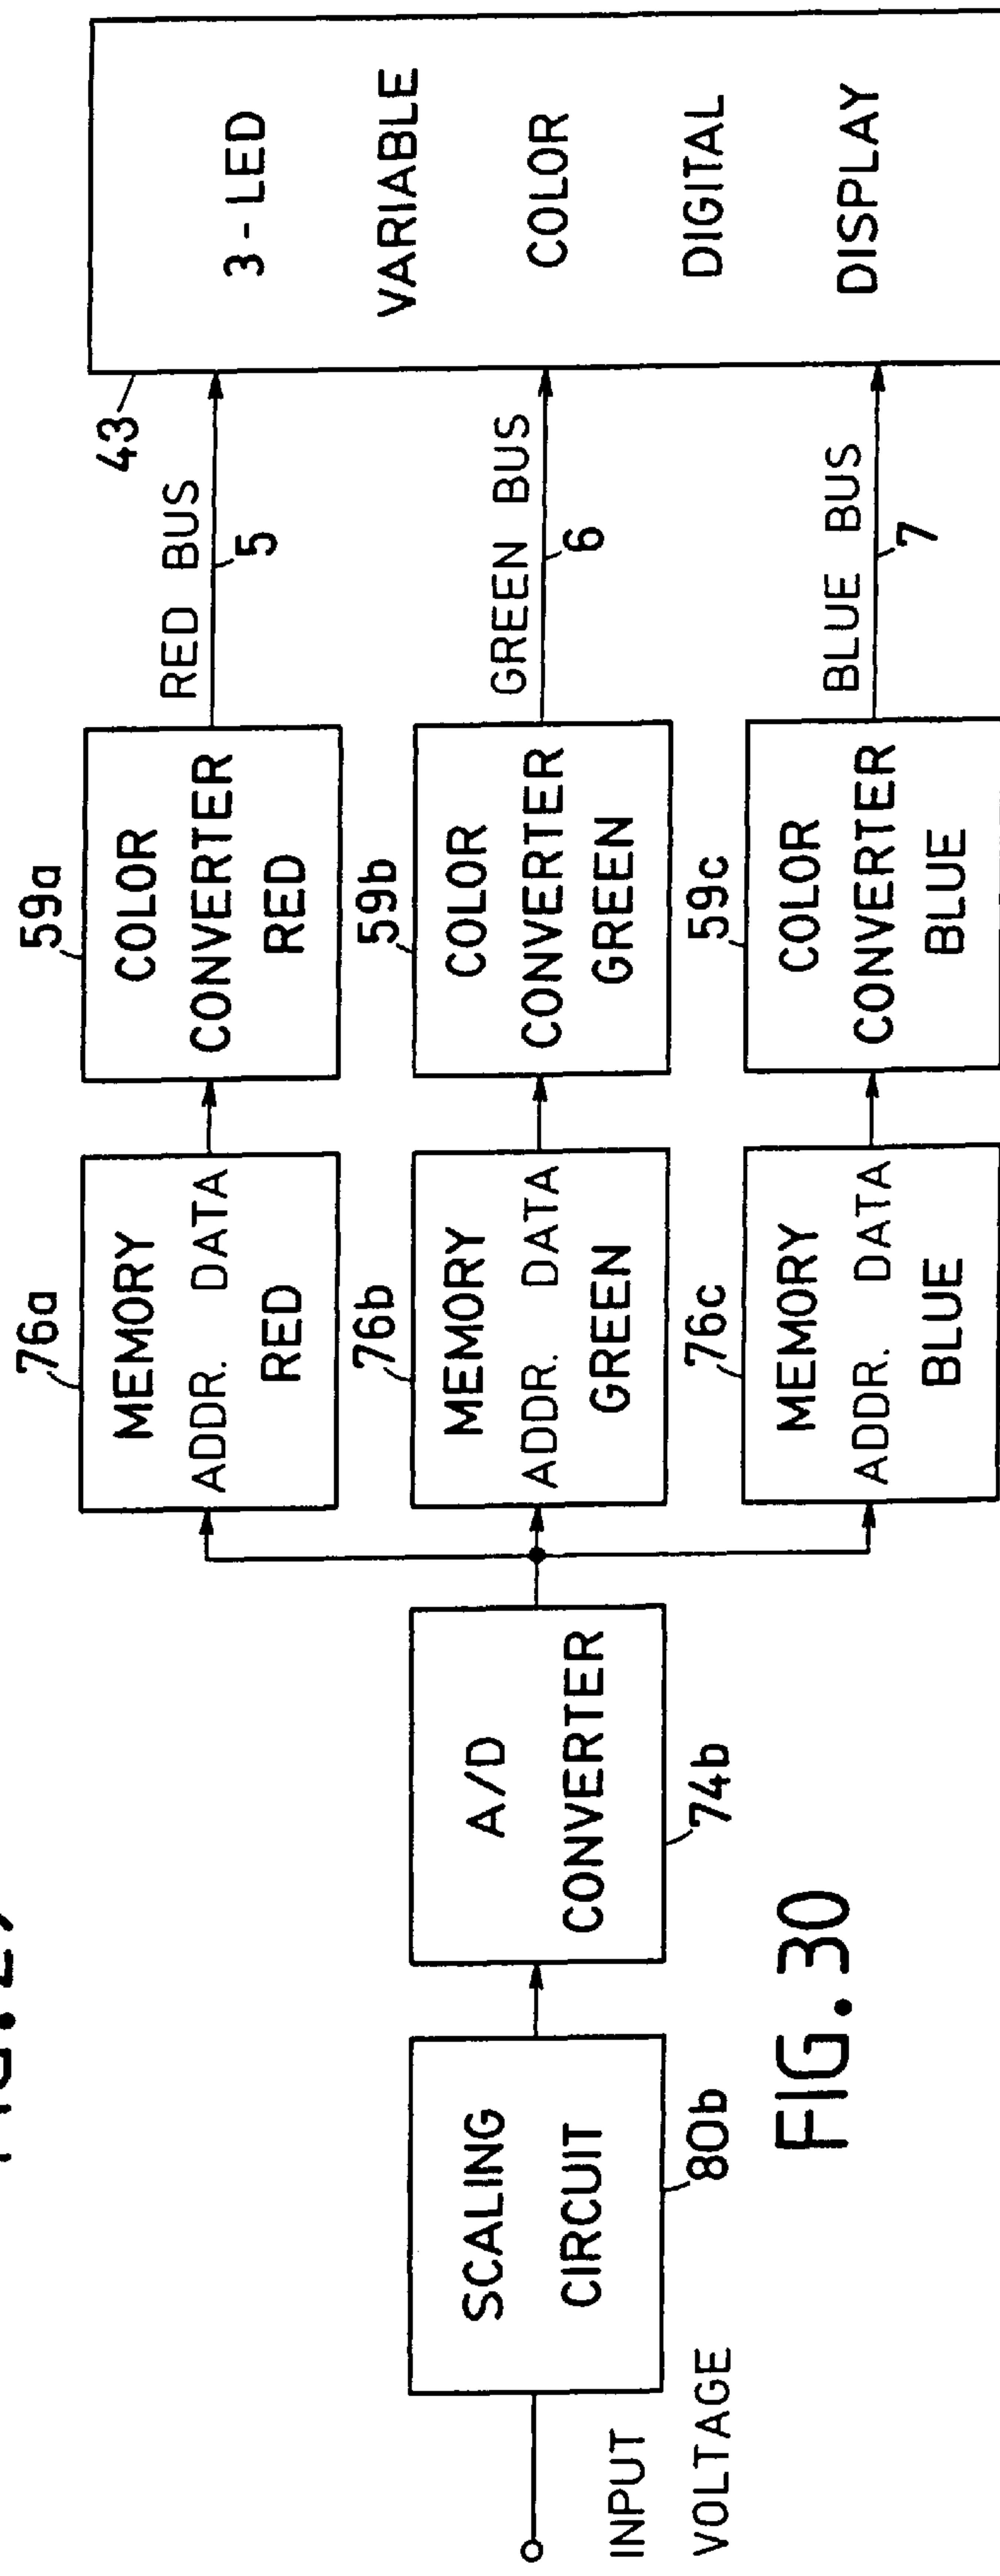 INPUT
VOLTAGE
SCALING
CIRCUIT
80b
A/D
CONVERTER
74b
76a
MEMORY
ADDR. DATA
RED
76b
MEMORY
ADDR. DATA
GREEN
76c
MEMORY
ADDR. DATA
BLUE
59a
COLOR
CONVERTER
RED
59b
COLOR
CONVERTER
GREEN
59c
COLOR
CONVERTER
BLUE
RED BUS
5
GREEN BUS
6
BLUE BUS
7
43
3-LED
VARIABLE
COLOR
DIGITAL
DISPLAY
FIG. 30